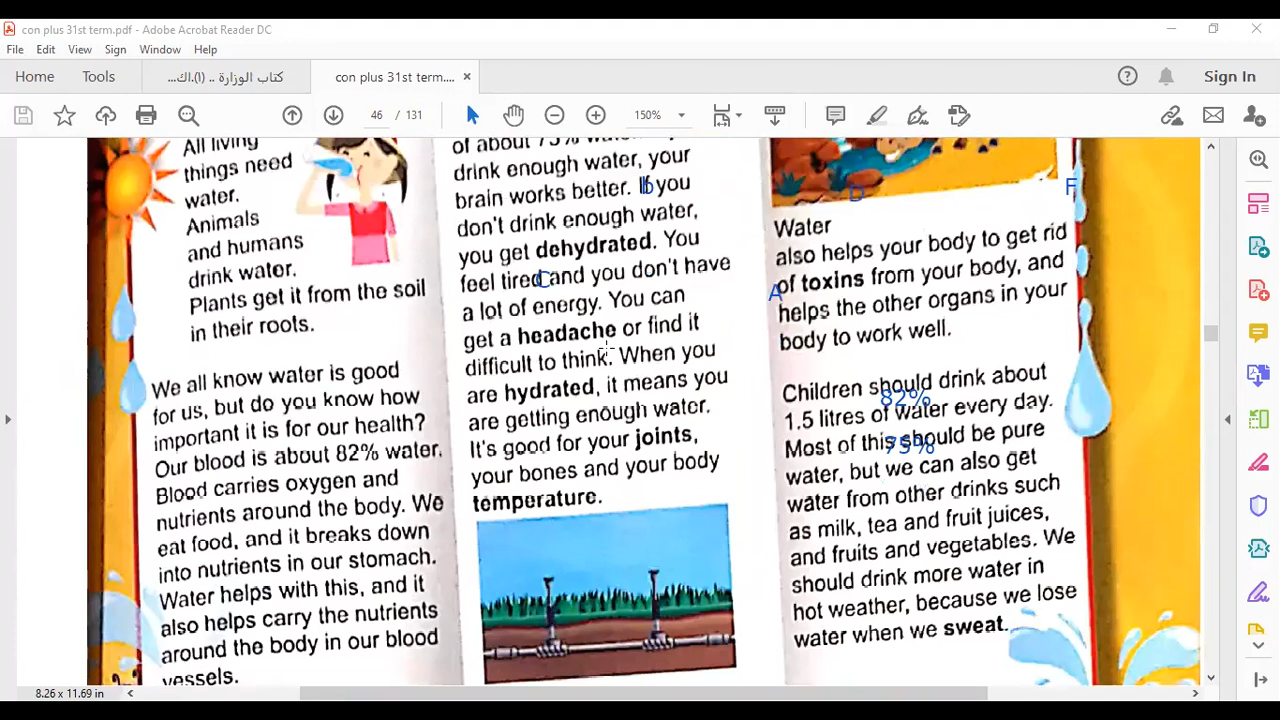 con plus 31st term.pdf - Adobe Acrobat Reader DC
File Edit View Sign Window Help
Home Tools كتاب الوزارة .. (١).اك... con plus 31st term.... ×
46 / 131 150%
Sign In
All living
things need
water.
Animals
and humans
drink water.
Plants get it from the soil
in their roots.
We all know water is good
for us, but do you know how
important it is for our health?
Our blood is about 82% water.
Blood carries oxygen and
nutrients around the body. We
eat food, and it breaks down
into nutrients in our stomach.
Water helps with this, and it
also helps carry the nutrients
around the body in our blood
vessels.
of about 75%
drink enough water, your
brain works better. If you
don't drink enough water,
you get dehydrated. You
feel tired and you don't have
a lot of energy. You can
get a headache or find it
difficult to think. When you
are hydrated, it means you
are getting enough water.
It's good for your joints,
your bones and your body
temperature.
Water
also helps your body to get rid
of toxins from your body, and
helps the other organs in your
body to work well.
Children should drink about
1.5 litres of water every day.
Most of this should be pure
water, but we can also get
water from other drinks such
as milk, tea and fruit juices,
and fruits and vegetables. We
should drink more water in
hot weather, because we lose
water when we sweat.
b
C
D
F
A
82%
75%
8.26 x 11.69 in